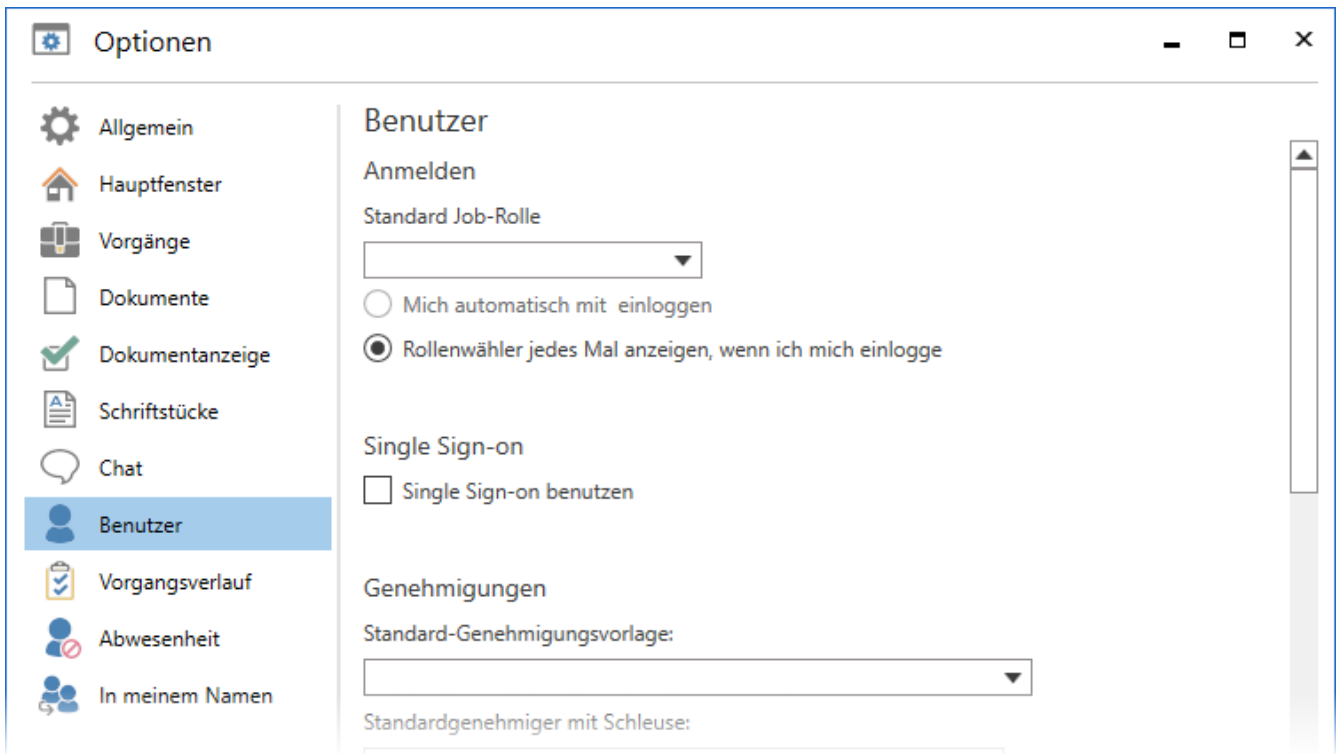 Optionen
Allgemein
Hauptfenster
Vorgänge
Dokumente
Dokumentanzeige
Schriftstücke
Chat
Benutzer
Vorgangsverlauf
Abwesenheit
In meinem Namen
Benutzer
Anmelden
Standard Job-Rolle
Mich automatisch mit einloggen
Rollenwähler jedes Mal anzeigen, wenn ich mich einlogge
Single Sign-on
Single Sign-on benutzen
Genehmigungen
Standard-Genehmigungsvorlage:
Standardgenehmiger mit Schleuse: